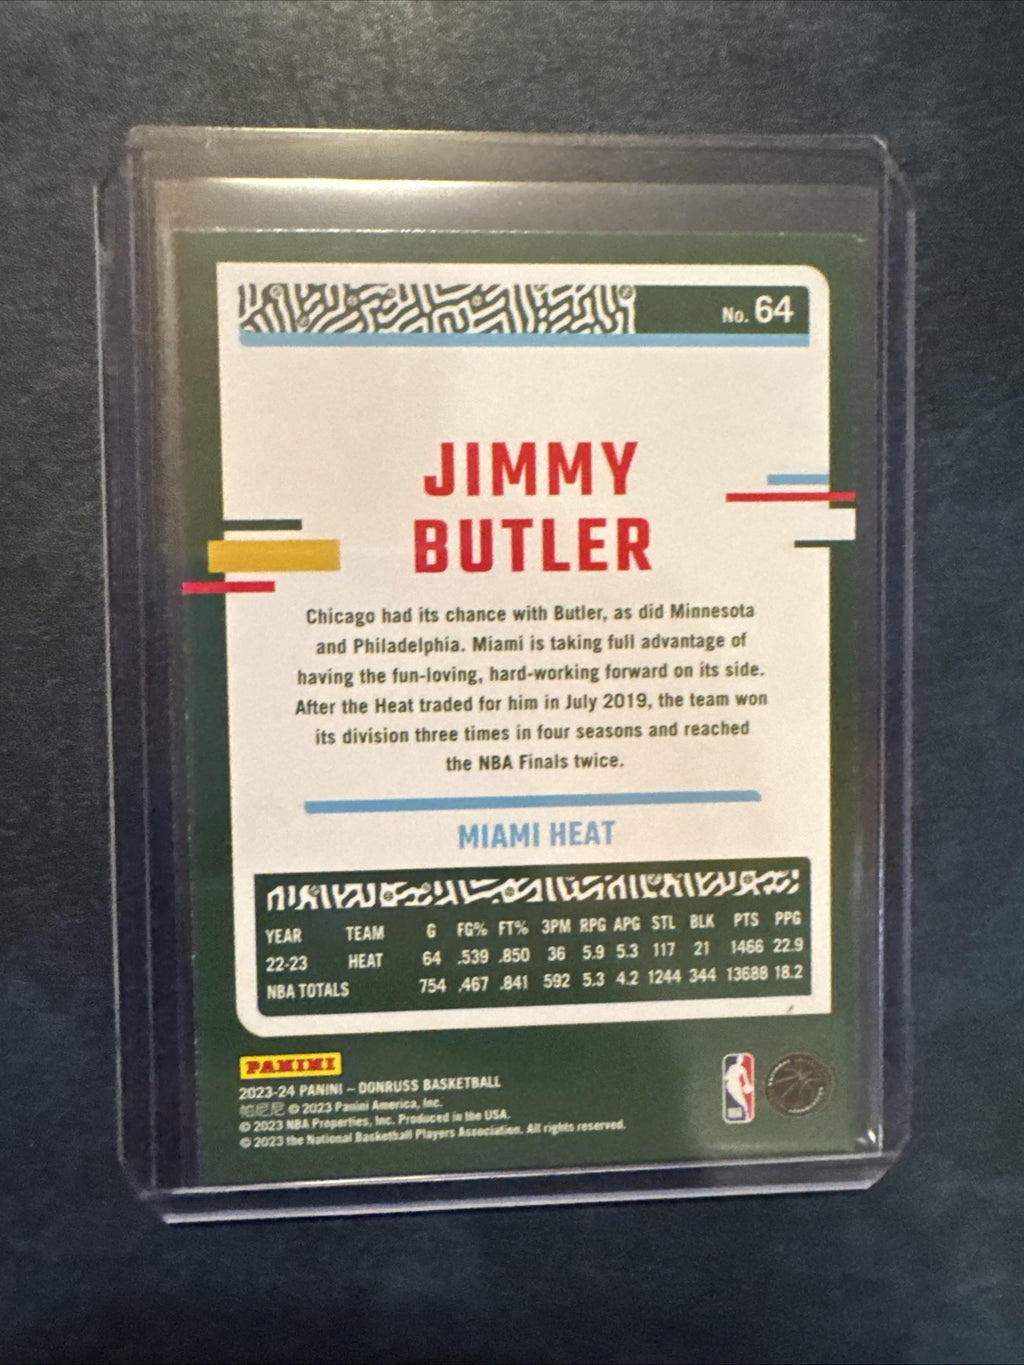 No. 64
JIMMY
BUTLER
Chicago had its chance with Butler, as did Minnesota
and Philadelphia. Miami is taking full advantage of
having the fun-loving, hard-working forward on its side.
After the Heat traded for him in July 2019, the team won
its division three times in four seasons and reached
the NBA Finals twice.
MIAMI HEAT
YEAR TEAM G FG% FT% 3PM RPG APG STL BLK PTS PPG
22-23 HEAT 64 .539 .850 36 5.9 5.3 117 21 1466 22.9
NBA TOTALS 754 .467 .841 592 5.3 4.2 1244 344 13688 18.2
PANINI
2023-24 PANINI – DONRUSS BASKETBALL
帕尼尼 © 2023 Panini America, Inc.
© 2023 NBA Properties, Inc. Produced in the USA.
© 2023 the National Basketball Players Association. All rights reserved.
NBA